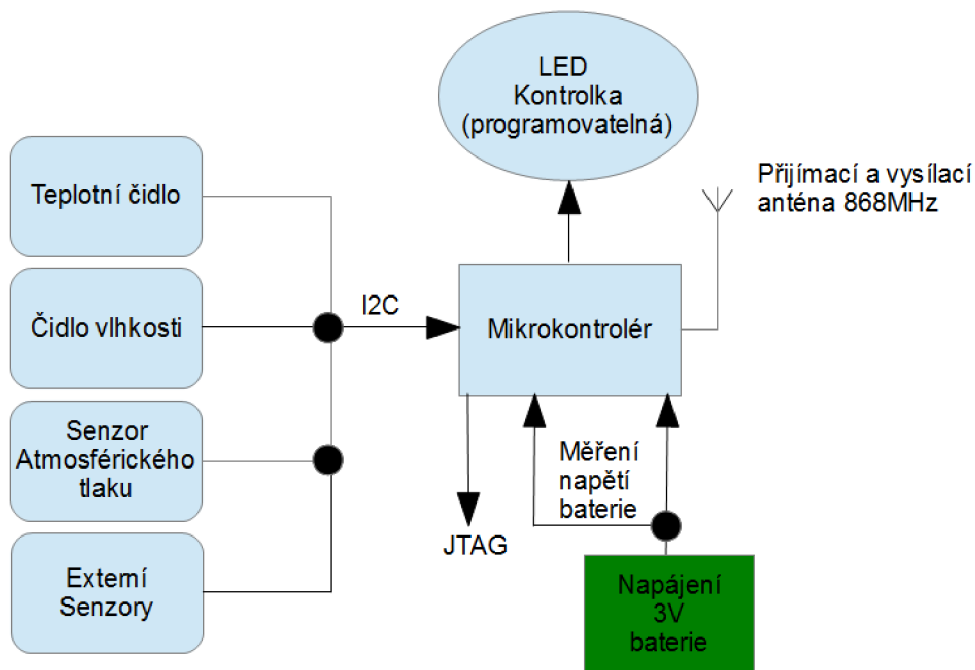 LED
Kontrolka
(programovatelná)
Teplotní čidlo
Přijímací a vysílací
anténa 868MHz
I2C
Čidlo vlhkosti
Mikrokontrolér
Senzor
Atmosférického
tlaku
Měření
napětí
baterie
JTAG
Externí
Senzory
Napájení
3V
baterie